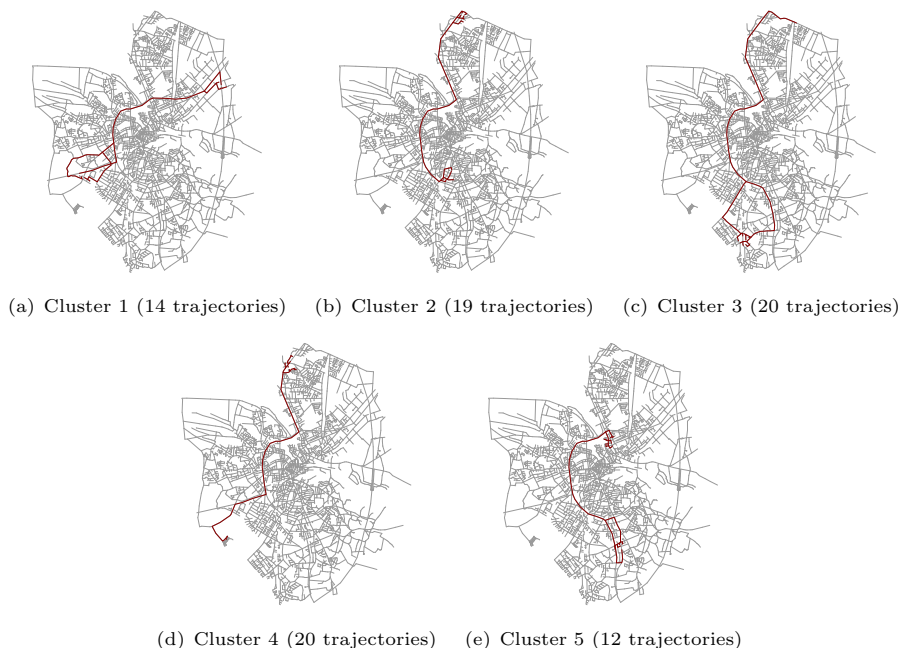 (a) Cluster 1 (14 trajectories) (b) Cluster 2 (19 trajectories) (c) Cluster 3 (20 trajectories)
(d) Cluster 4 (20 trajectories) (e) Cluster 5 (12 trajectories)